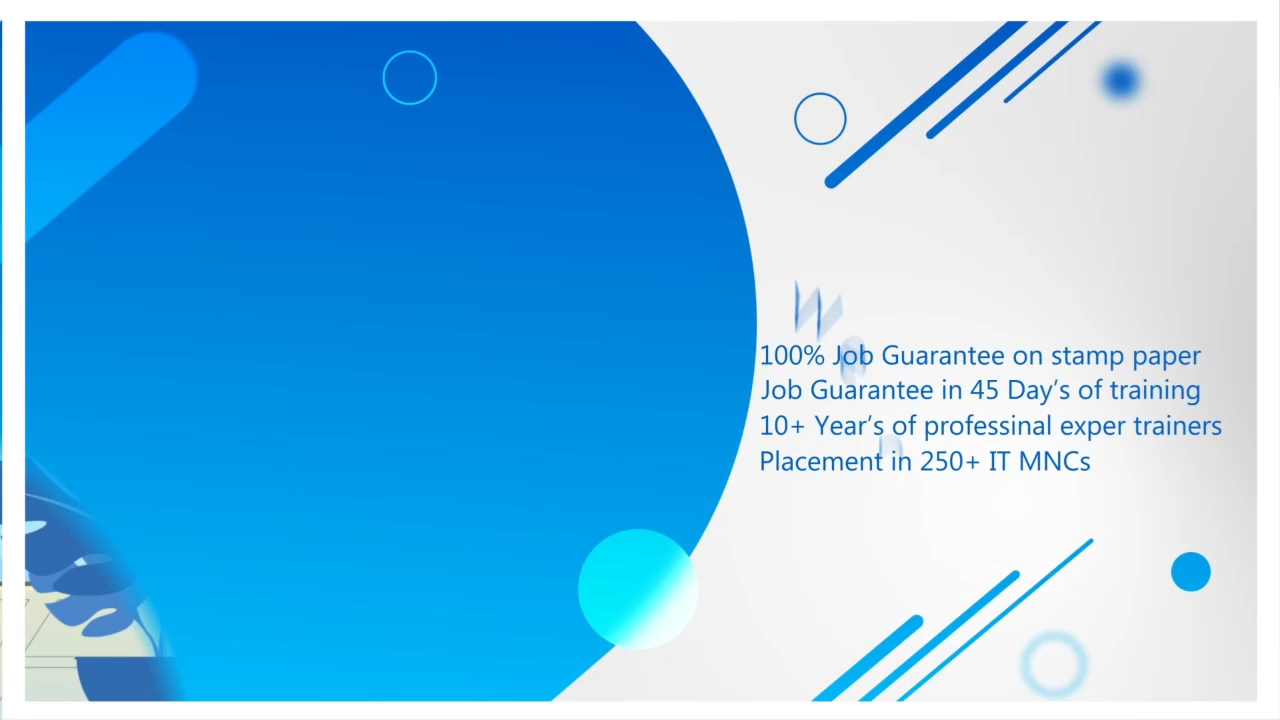 100% Job Guarantee on stamp paper
Job Guarantee in 45 Day's of training
10+ Year's of professinal exper trainers
Placement in 250+ IT MNCs